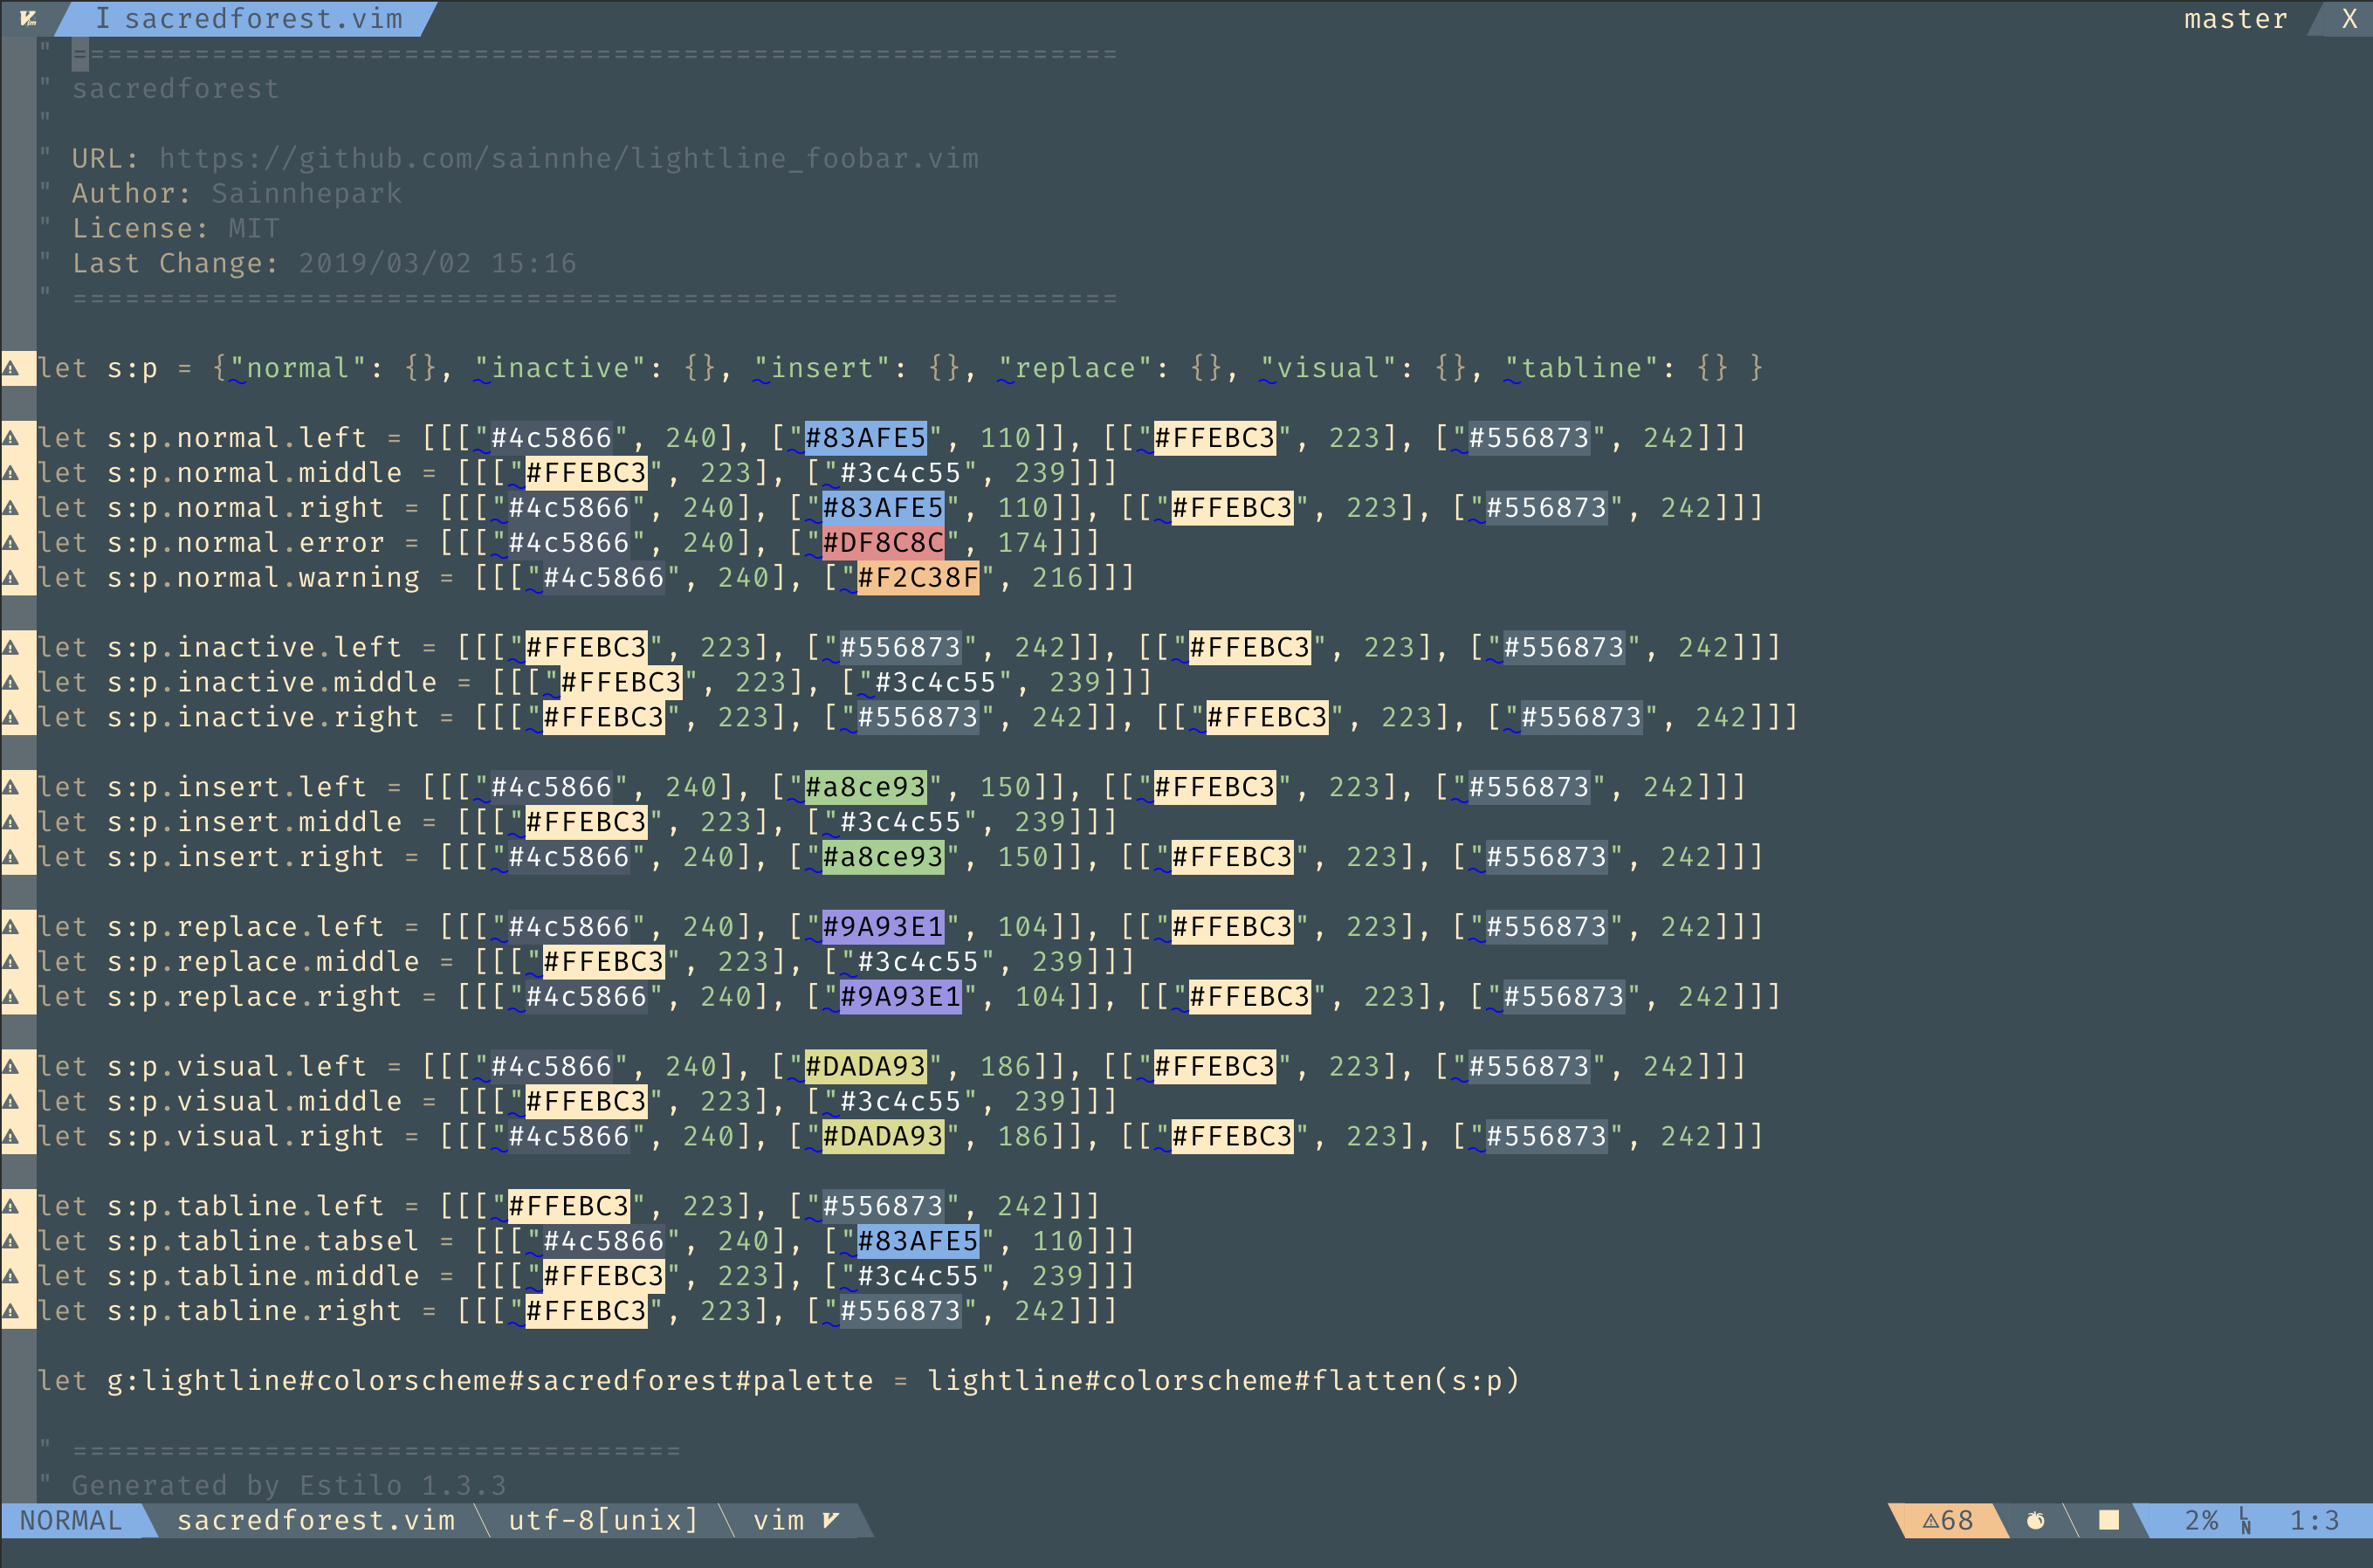 I sacredforest.vim master X
" ============================================================
" sacredforest
"
" URL: https://github.com/sainnhe/lightline_foobar.vim
" Author: Sainnhepark
" License: MIT
" Last Change: 2019/03/02 15:16
" ============================================================
let s:p = {"normal": {}, "inactive": {}, "insert": {}, "replace": {}, "visual": {}, "tabline": {} }
let s:p.normal.left = [[["#4c5866", 240], ["#83AFE5", 110]], [["#FFEBC3", 223], ["#556873", 242]]]
let s:p.normal.middle = [[["#FFEBC3", 223], ["#3c4c55", 239]]]
let s:p.normal.right = [[["#4c5866", 240], ["#83AFE5", 110]], [["#FFEBC3", 223], ["#556873", 242]]]
let s:p.normal.error = [[["#4c5866", 240], ["#DF8C8C", 174]]]
let s:p.normal.warning = [[["#4c5866", 240], ["#F2C38F", 216]]]
let s:p.inactive.left = [[["#FFEBC3", 223], ["#556873", 242]], [["#FFEBC3", 223], ["#556873", 242]]]
let s:p.inactive.middle = [[["#FFEBC3", 223], ["#3c4c55", 239]]]
let s:p.inactive.right = [[["#FFEBC3", 223], ["#556873", 242]], [["#FFEBC3", 223], ["#556873", 242]]]
let s:p.insert.left = [[["#4c5866", 240], ["#a8ce93", 150]], [["#FFEBC3", 223], ["#556873", 242]]]
let s:p.insert.middle = [[["#FFEBC3", 223], ["#3c4c55", 239]]]
let s:p.insert.right = [[["#4c5866", 240], ["#a8ce93", 150]], [["#FFEBC3", 223], ["#556873", 242]]]
let s:p.replace.left = [[["#4c5866", 240], ["#9A93E1", 104]], [["#FFEBC3", 223], ["#556873", 242]]]
let s:p.replace.middle = [[["#FFEBC3", 223], ["#3c4c55", 239]]]
let s:p.replace.right = [[["#4c5866", 240], ["#9A93E1", 104]], [["#FFEBC3", 223], ["#556873", 242]]]
let s:p.visual.left = [[["#4c5866", 240], ["#DADA93", 186]], [["#FFEBC3", 223], ["#556873", 242]]]
let s:p.visual.middle = [[["#FFEBC3", 223], ["#3c4c55", 239]]]
let s:p.visual.right = [[["#4c5866", 240], ["#DADA93", 186]], [["#FFEBC3", 223], ["#556873", 242]]]
let s:p.tabline.left = [[["#FFEBC3", 223], ["#556873", 242]]]
let s:p.tabline.tabsel = [[["#4c5866", 240], ["#83AFE5", 110]]]
let s:p.tabline.middle = [[["#FFEBC3", 223], ["#3c4c55", 239]]]
let s:p.tabline.right = [[["#FFEBC3", 223], ["#556873", 242]]]
let g:lightline#colorscheme#sacredforest#palette = lightline#colorscheme#flatten(s:p)
" ===================================
" Generated by Estilo 1.3.3
NORMAL sacredforest.vim utf-8[unix] vim ⚠68 2% LN 1:3